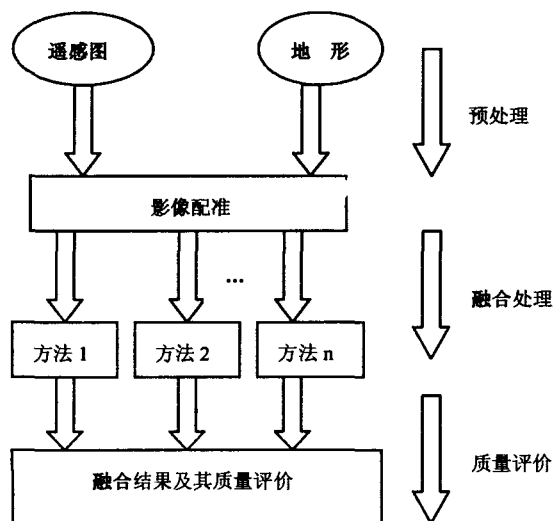 遥感图
地 形
预处理
影像配准
...
融合处理
方法 1
方法 2
方法 n
质量评价
融合结果及其质量评价